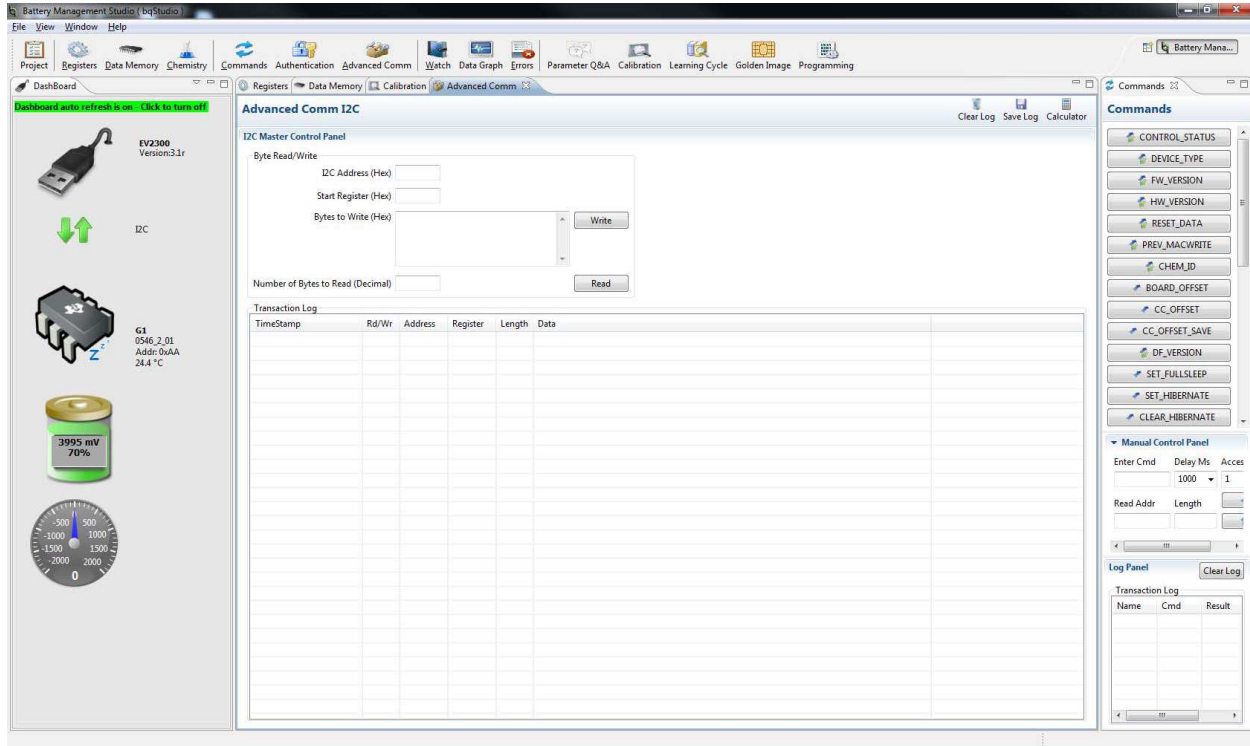 Battery Management Studio ( bqStudio )
File View Window Help
Project Registers Data Memory Chemistry Commands Authentication Advanced Comm Watch Data Graph Errors Parameter Q&A Calibration Learning Cycle Golden Image Programming
Battery Mana...
DashBoard
Registers Data Memory Calibration Advanced Comm
Commands
Dashboard auto refresh is on - Click to turn off
EV2300
Version:3.1r
I2C
G1
0546_2_01
Addr: 0xAA
24.4 °C
3995 mV
70%
-500 500
-1000 1000
-1500 1500
-2000 2000
0
Advanced Comm I2C
Clear Log Save Log Calculator
I2C Master Control Panel
Byte Read/Write
I2C Address (Hex)
Start Register (Hex)
Bytes to Write (Hex)
Write
Number of Bytes to Read (Decimal)
Read
Transaction Log
TimeStamp Rd/Wr Address Register Length Data
Commands
CONTROL_STATUS
DEVICE_TYPE
FW_VERSION
HW_VERSION
RESET_DATA
PREV_MACWRITE
CHEM_ID
BOARD_OFFSET
CC_OFFSET
CC_OFFSET_SAVE
DF_VERSION
SET_FULLSLEEP
SET_HIBERNATE
CLEAR_HIBERNATE
Manual Control Panel
Enter Cmd Delay Ms Acces
1000 1
Read Addr Length
Log Panel
Clear Log
Transaction Log
Name Cmd Result